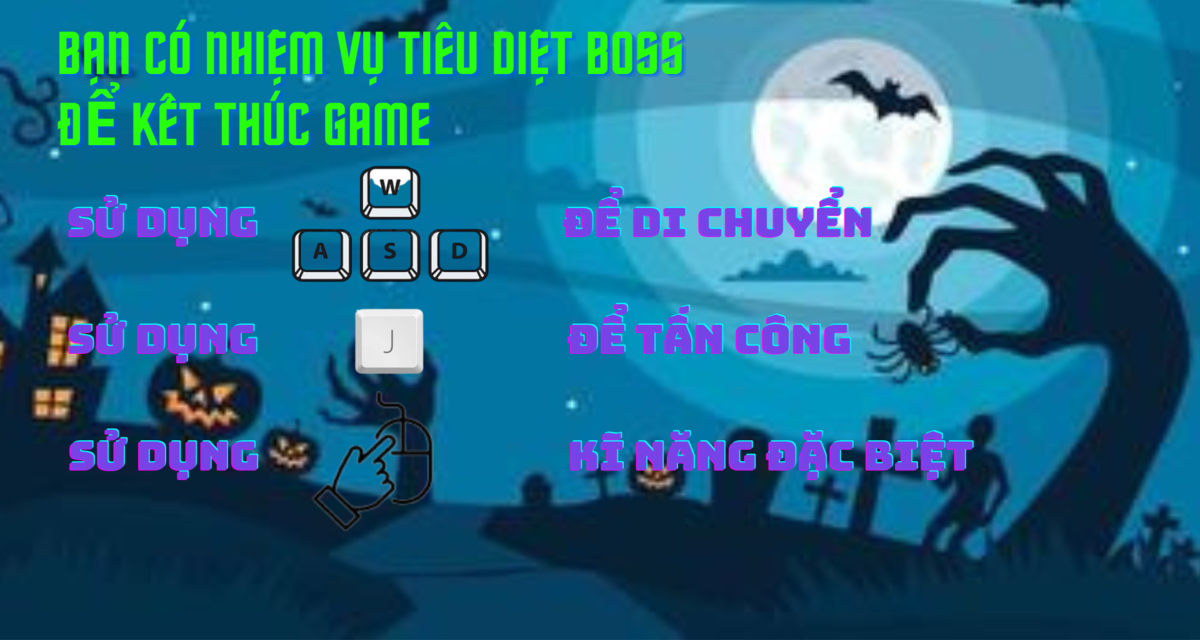 BẠN CÓ NHIỆM VỤ TIÊU DIỆT BOSS
ĐỂ KẾT THÚC GAME
W
SỬ DỤNG A S D ĐỂ DI CHUYỂN
SỬ DỤNG J ĐỂ TẤN CÔNG
SỬ DỤNG KĨ NĂNG ĐẶC BIỆT